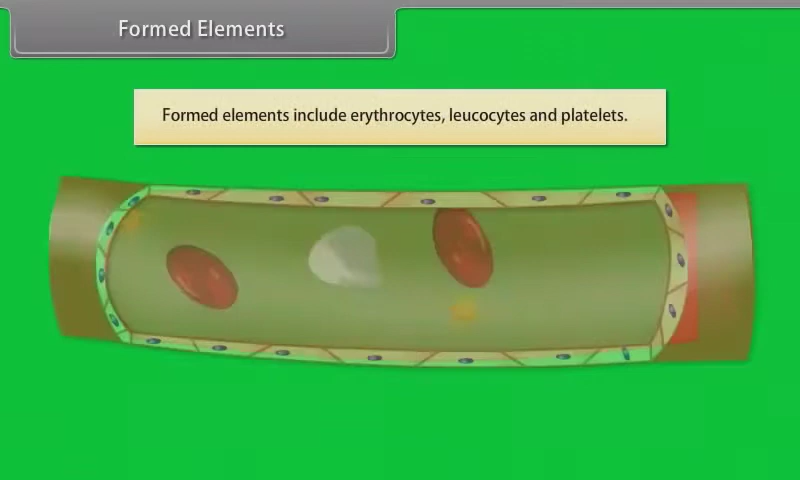 Formed Elements
Formed elements include erythrocytes, leucocytes and platelets.